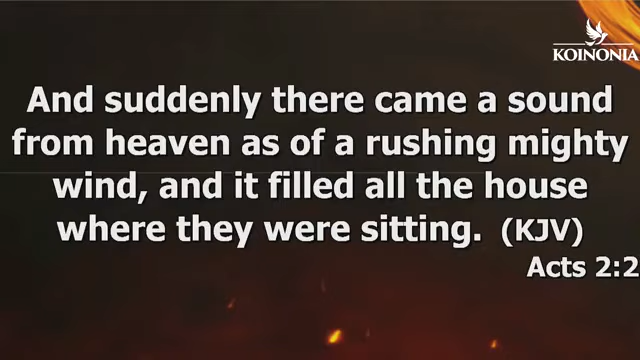 KOINONIA
And suddenly there came a sound
from heaven as of a rushing mighty
wind, and it filled all the house
where they were sitting. (KJV)
Acts 2:2